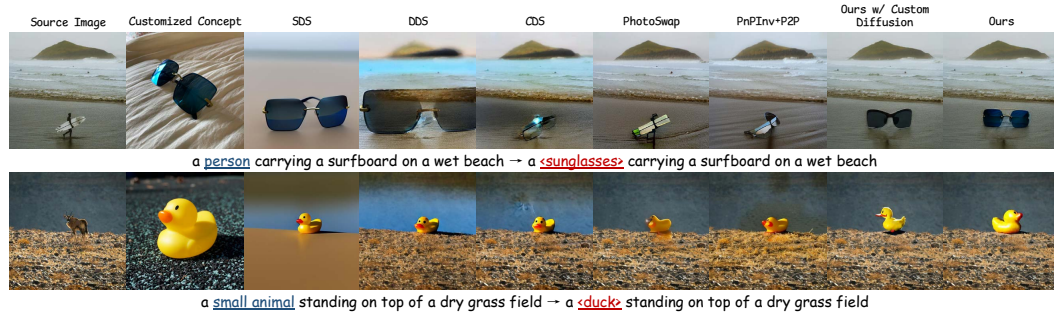 Source Image Customized Concept SDS DDS CDS PhotoSwap PnPInv+P2P Ours w/ Custom Diffusion Ours
a person carrying a surfboard on a wet beach → a <sunglasses> carrying a surfboard on a wet beach
a small animal standing on top of a dry grass field → a <duck> standing on top of a dry grass field